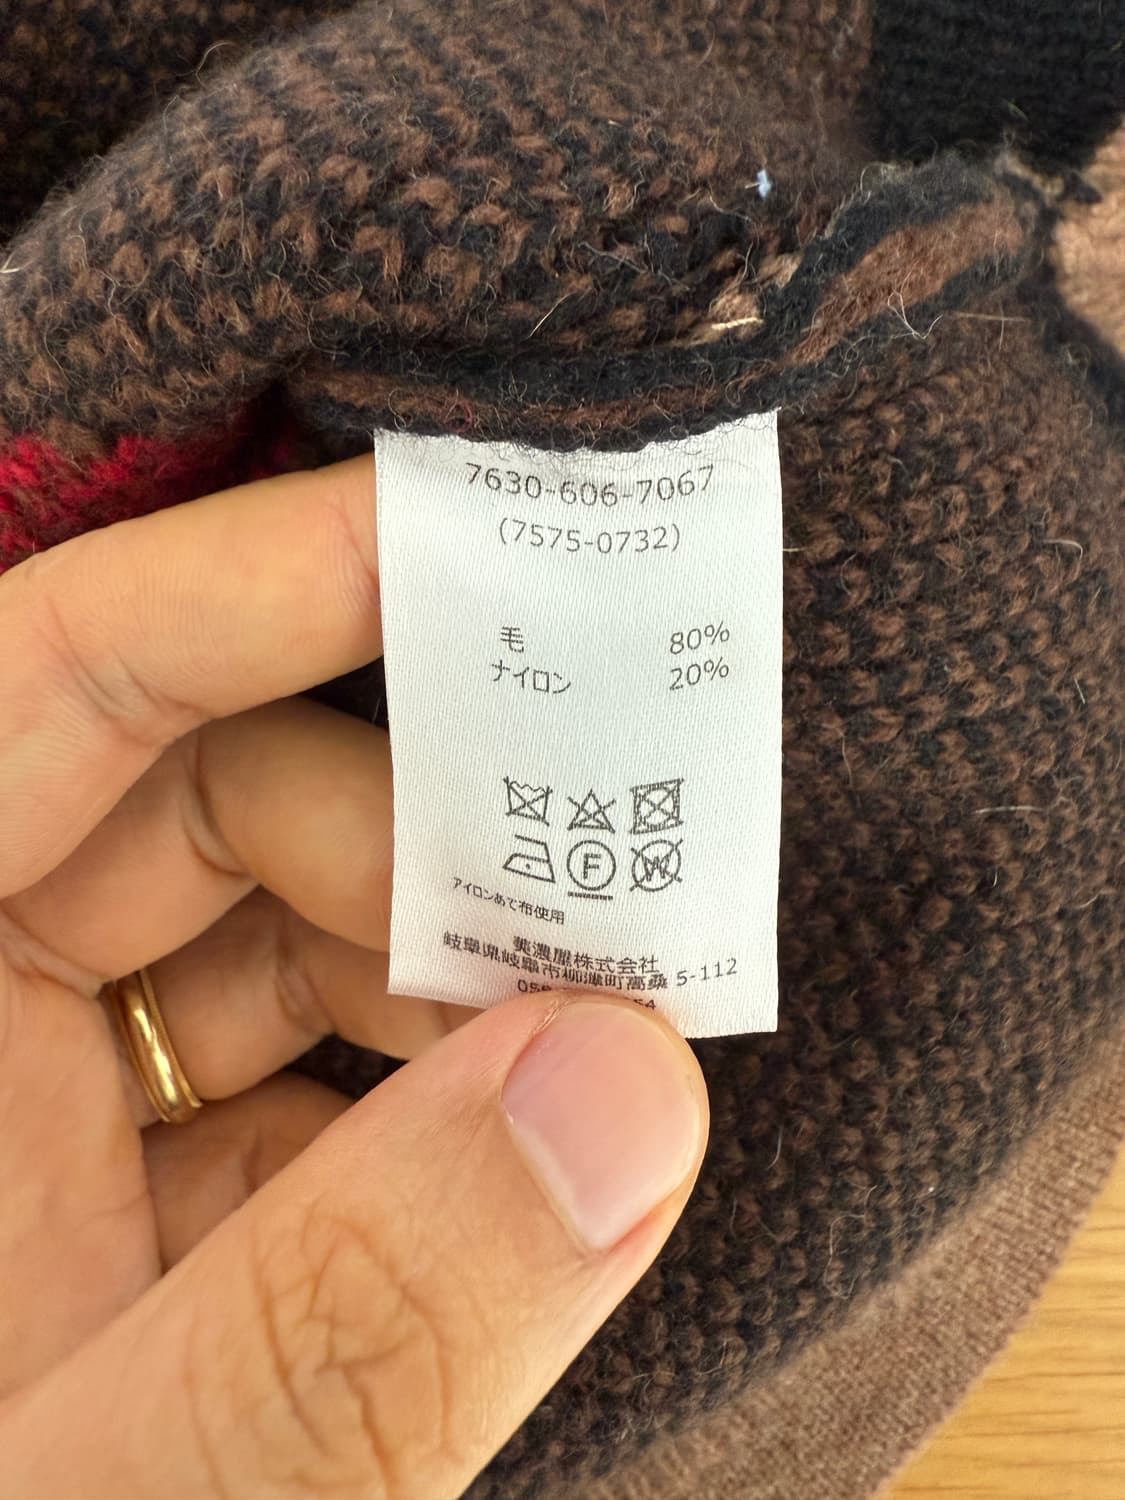 7630-606-7067
(7575-0732)
毛 80%
ナイロン 20%
F
W
アイロンあて布使用
美濃屋株式会社
岐阜県岐阜市柳津町高桑 5-112